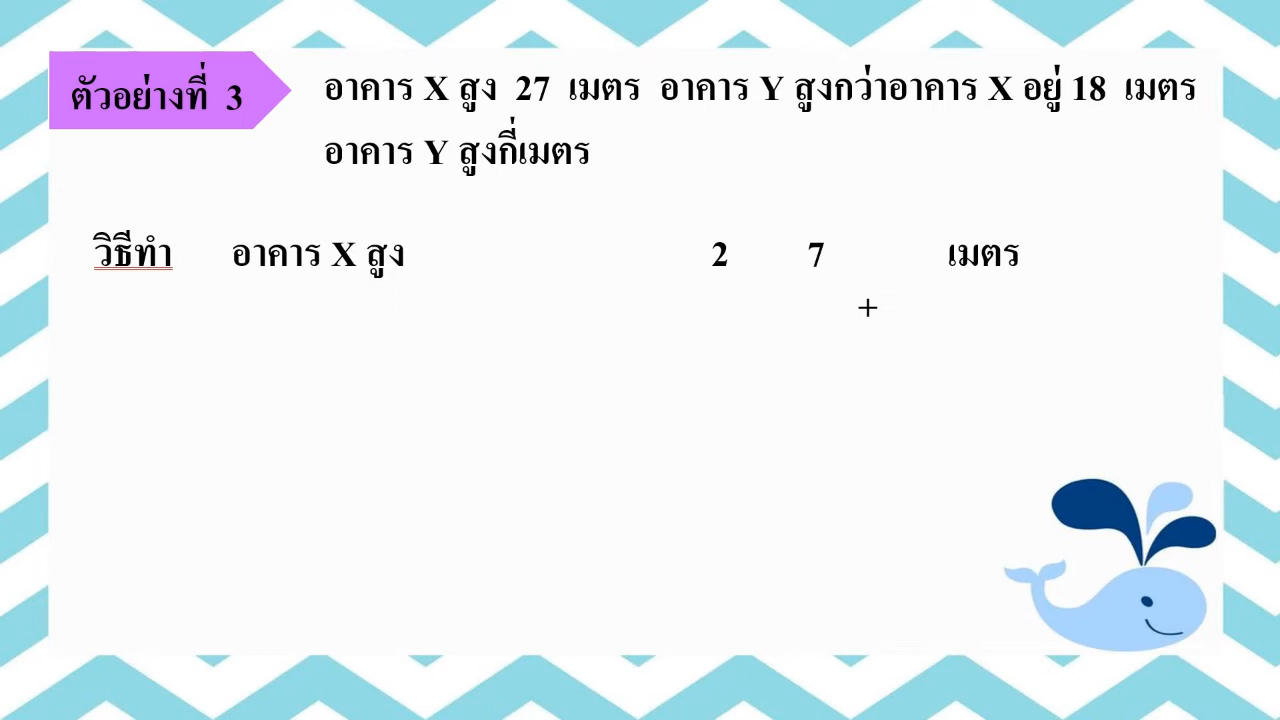 ตัวอย่างที่ 3
อาคาร X สูง 27 เมตร อาคาร Y สูงกว่าอาคาร X อยู่ 18 เมตร
อาคาร Y สูงกี่เมตร
วิธีทำ อาคาร X สูง 2 7 เมตร
+